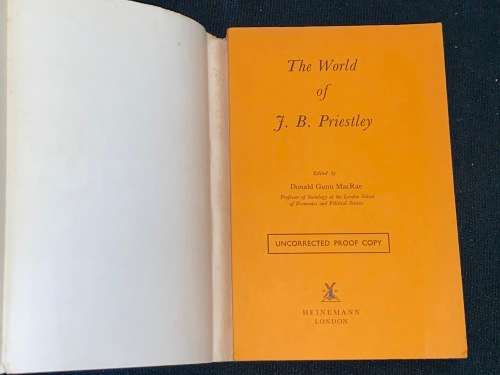 The World
of
J. B. Priestley
Edited by
Donald Gunn MacRae
Professor of Sociology at the London School
of Economics and Political Science
UNCORRECTED PROOF COPY
HEINEMANN
LONDON